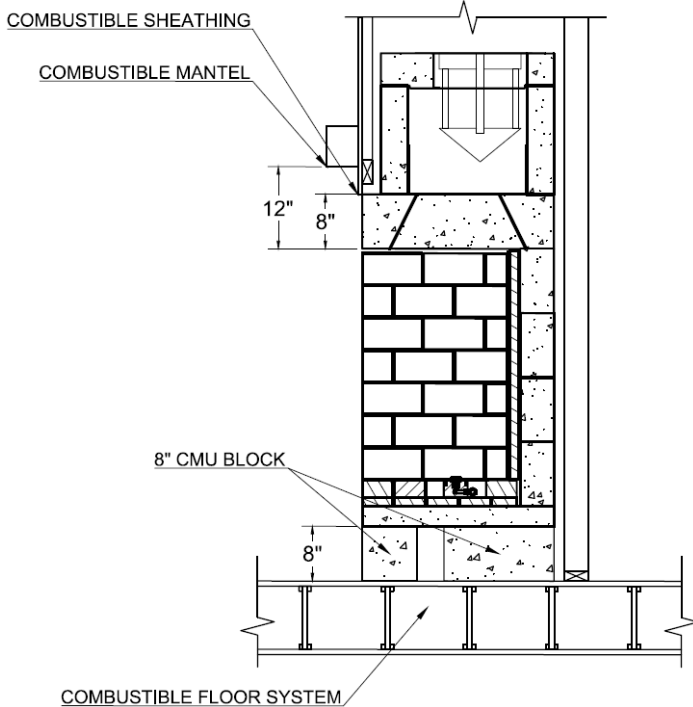 COMBUSTIBLE SHEATHING
COMBUSTIBLE MANTEL
12"
8"
8" CMU BLOCK
8"
COMBUSTIBLE FLOOR SYSTEM